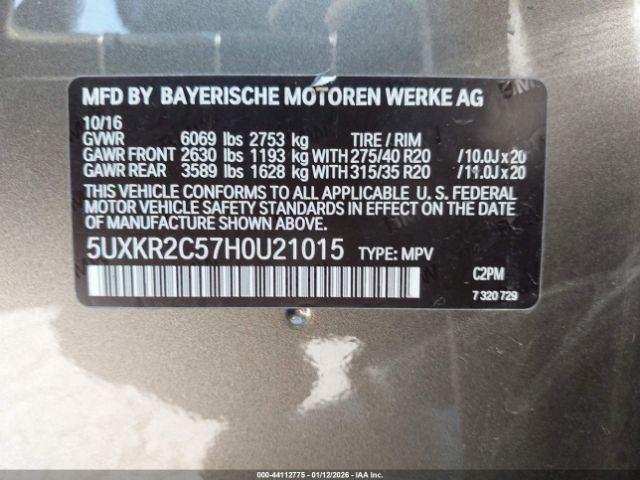 MFD BY BAYERISCHE MOTOREN WERKE AG
10/16
GVWR 6069 lbs 2753 kg TIRE / RIM
GAWR FRONT 2630 lbs 1193 kg WITH 275/40 R20 /10.0J x 20
GAWR REAR 3589 lbs 1628 kg WITH 315/35 R20 /11.0J x 20
THIS VEHICLE CONFORMS TO ALL APPLICABLE U.S. FEDERAL
MOTOR VEHICLE SAFETY STANDARDS IN EFFECT ON THE DATE
OF MANUFACTURE SHOWN ABOVE.
5UXKR2C57H0U21015 TYPE: MPV
C2PM
7 320 729
000-44112775 - 01/12/2026 - IAA Inc.